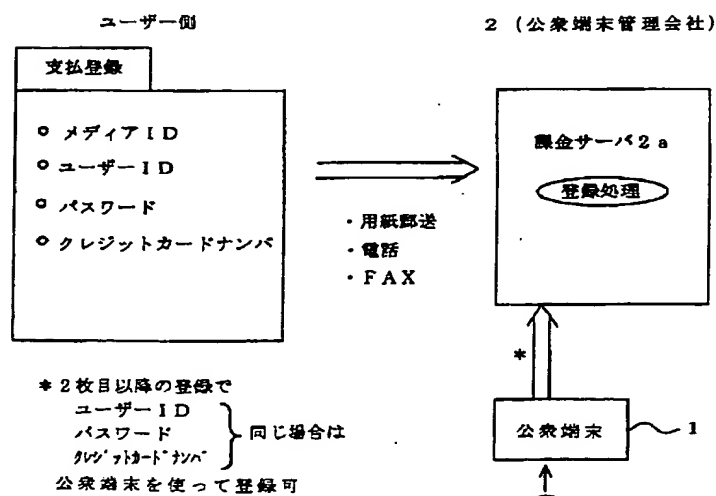 ユーザー側
2 (公衆端末管理会社)
支払登録
○ メディアID
○ ユーザーID
○ パスワード
○ クレジットカードナンバ
・用紙郵送
・電話
・FAX
課金サーバ2a
登録処理
*
*2枚目以降の登録で
ユーザーID
パスワード
クレジットカードナンバ
同じ場合は
公衆端末を使って登録可
公衆端末
1